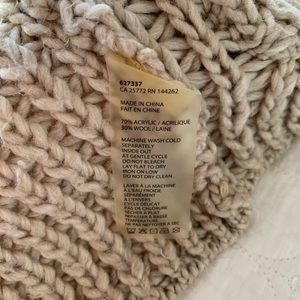 627337
CA 25772 RN 144262
MADE IN CHINA
FAIT EN CHINE
70% ACRYLIC / ACRILIQUE
30% WOOL / LAINE
MACHINE WASH COLD
SEPARATELY
INSIDE OUT
AT GENTLE CYCLE
DO NOT BLEACH
LAY FLAT TO DRY
IRON ON LOW
DO NOT DRY CLEAN
LAVER À LA MACHINE
À L'EAU FROIDE
SÉPARÉMENT
À L'ENVERS
CYCLE DÉLICAT
PAS DE CHLORURE
SÉCHER À PLAT
REPASSER À BASSE
TEMPÉRATURE
NE PAS NETTOYER À SEC